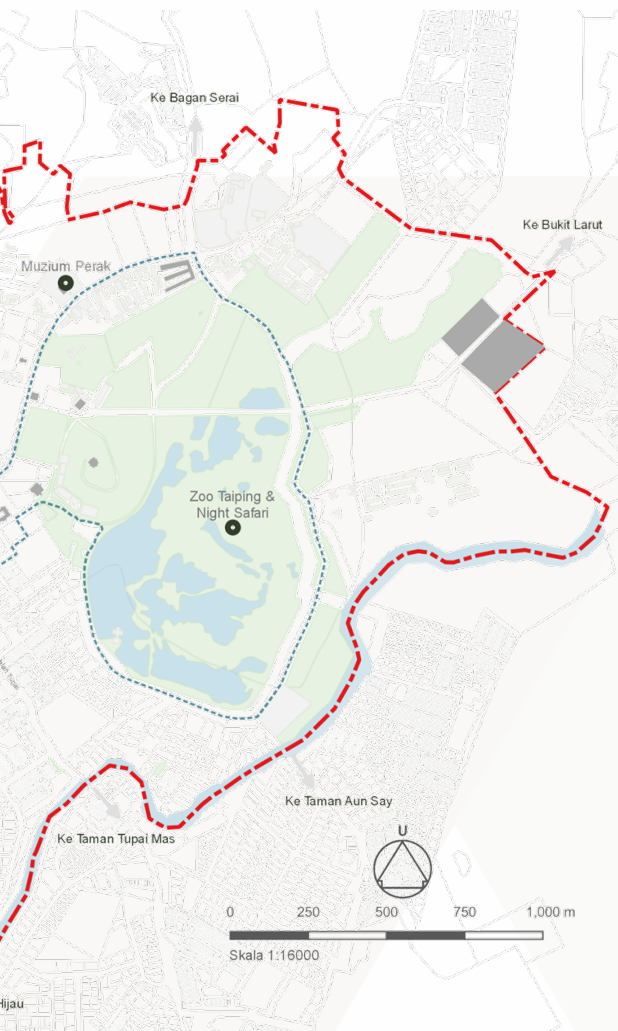 Ke Bagan Serai
Ke Bukit Larut
Muzium Perak
Zoo Taiping &
Night Safari
Ke Taman Aun Say
Ke Taman Tupai Mas
U
0 250 500 750 1,000 m
Skala 1:16000
Hijau